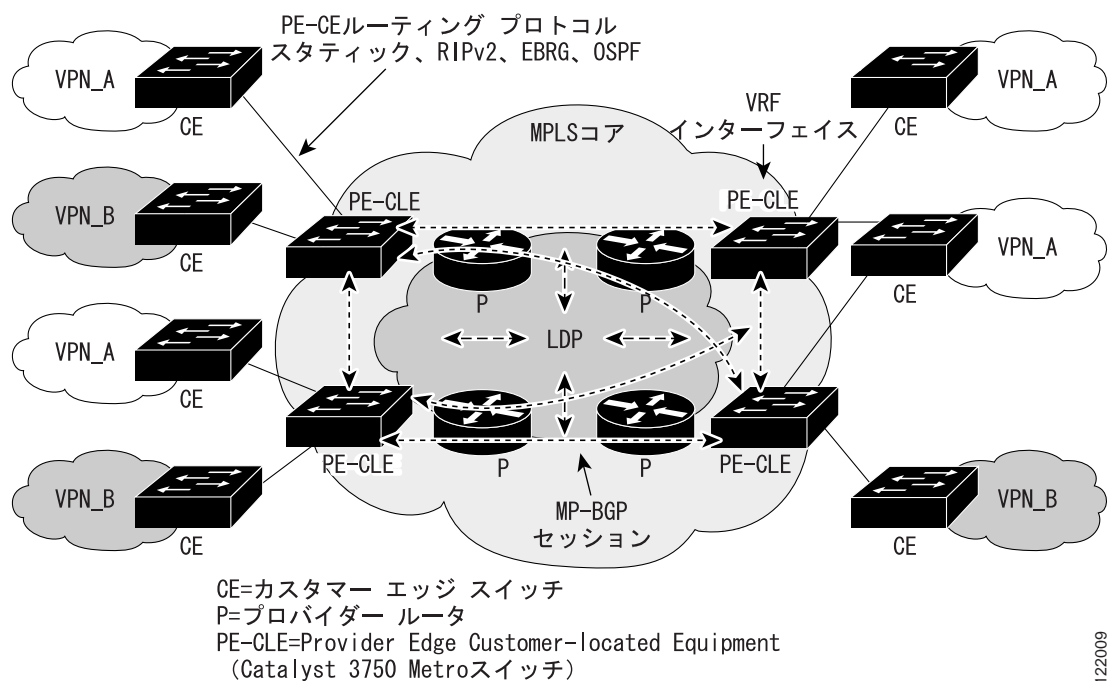 PE-CEルーティング プロトコル
スタティック、RIPv2、EBRG、OSPF
VPN_A
CE
VPN_A
CE
MPLSコア
VRF
インターフェイス
VPN_B
CE
PE-CLE
PE-CLE
VPN_A
CE
P
P
LDP
VPN_A
CE
PE-CLE
P
P
PE-CLE
VPN_B
CE
MP-BGP
セッション
VPN_B
CE
CE=カスタマー エッジ スイッチ
P=プロバイダー ルータ
PE-CLE=Provider Edge Customer-located Equipment
(Catalyst 3750 Metroスイッチ)
122009